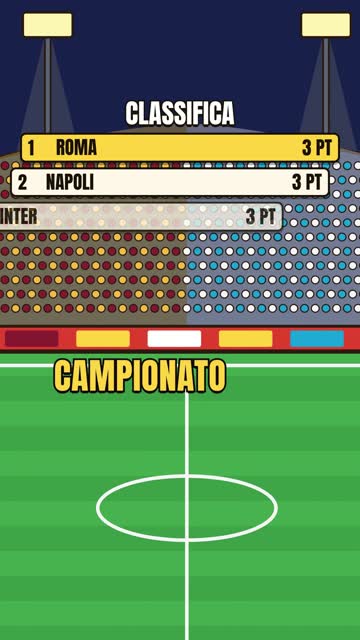 CLASSIFICA
1 ROMA 3 PT
2 NAPOLI 3 PT
INTER 3 PT
CAMPIONATO